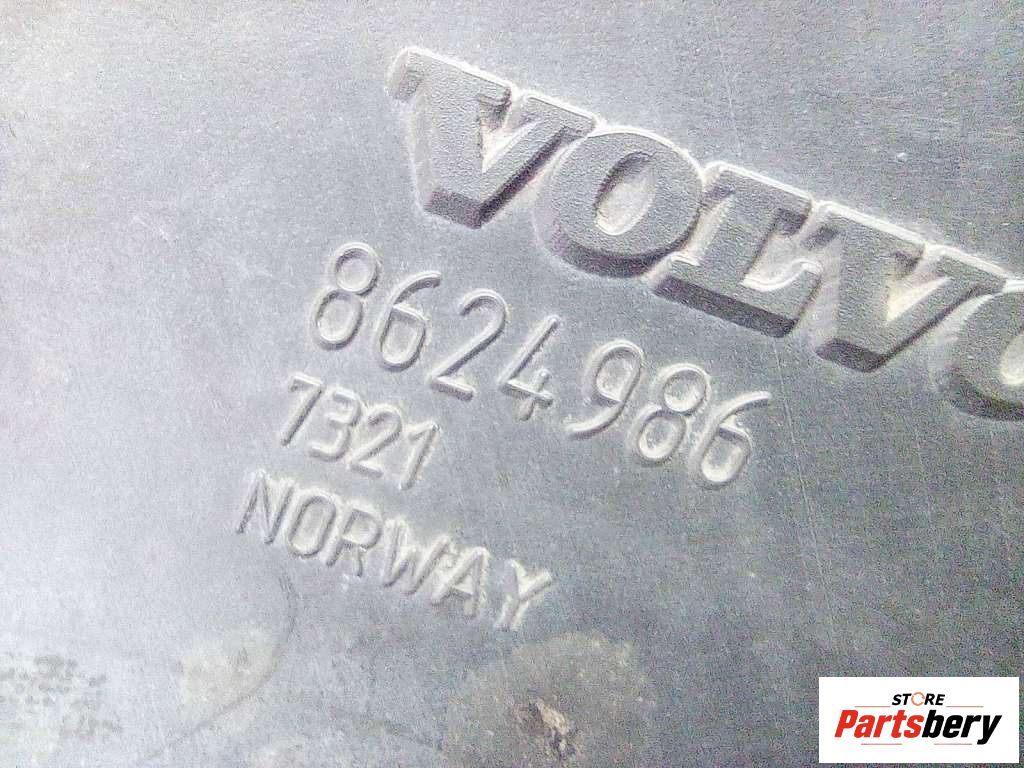 VOLVO
8624986
7321
NORWAY
STORE
Partsbery